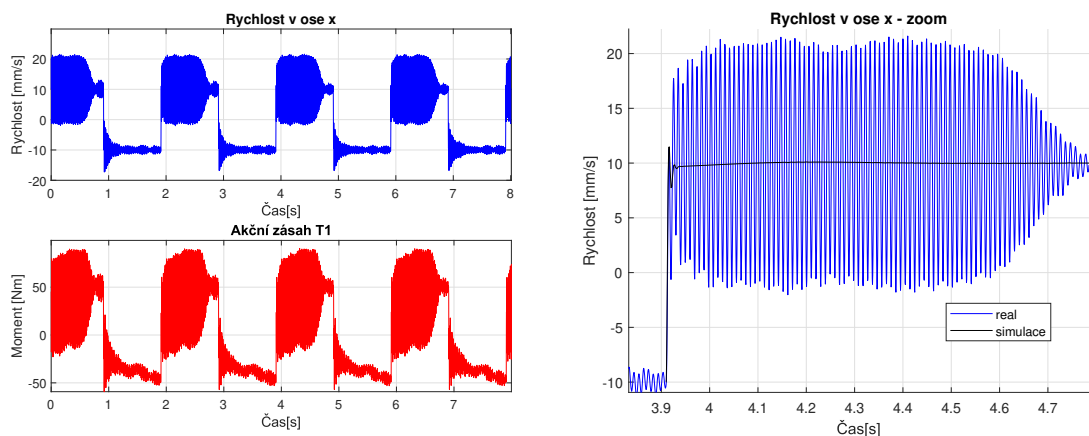 Rychlost v ose x
Rychlost [mm/s]
20
10
0
-10
-20
0 1 2 3 4 5 6 7 8
Čas[s]
Akční zásah T1
Moment [Nm]
50
0
-50
0 1 2 3 4 5 6 7 8
Čas[s]
Rychlost v ose x - zoom
Rychlost [mm/s]
20
15
10
5
0
-5
-10
3.9 4 4.1 4.2 4.3 4.4 4.5 4.6 4.7
Čas[s]
real
simulace